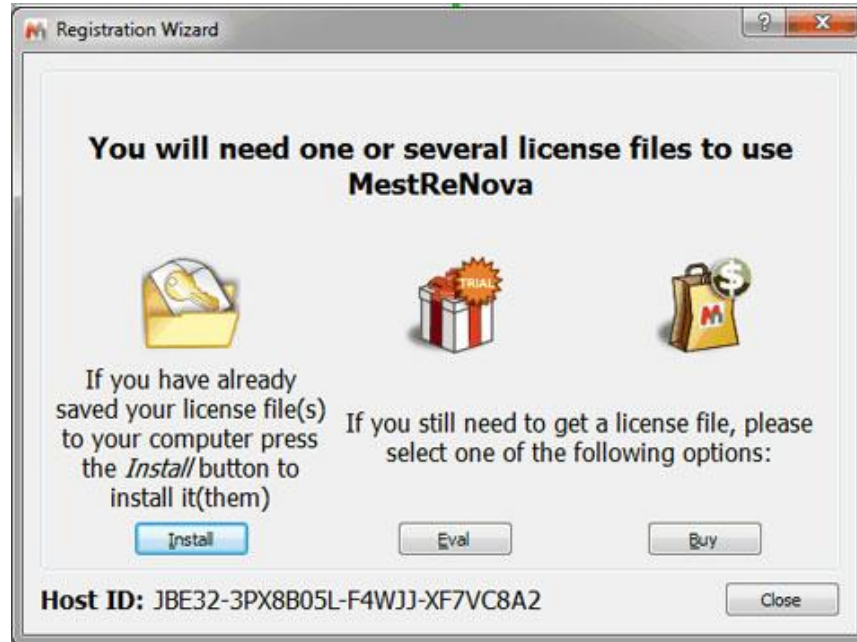 Registration Wizard
You will need one or several license files to use
MestReNova
TRIAL
If you have already
saved your license file(s)
to your computer press
the Install button to
install it(them)
If you still need to get a license file, please
select one of the following options:
Install
Eval
Buy
Host ID: JBE32-3PX8B05L-F4WJJ-XF7VC8A2
Close